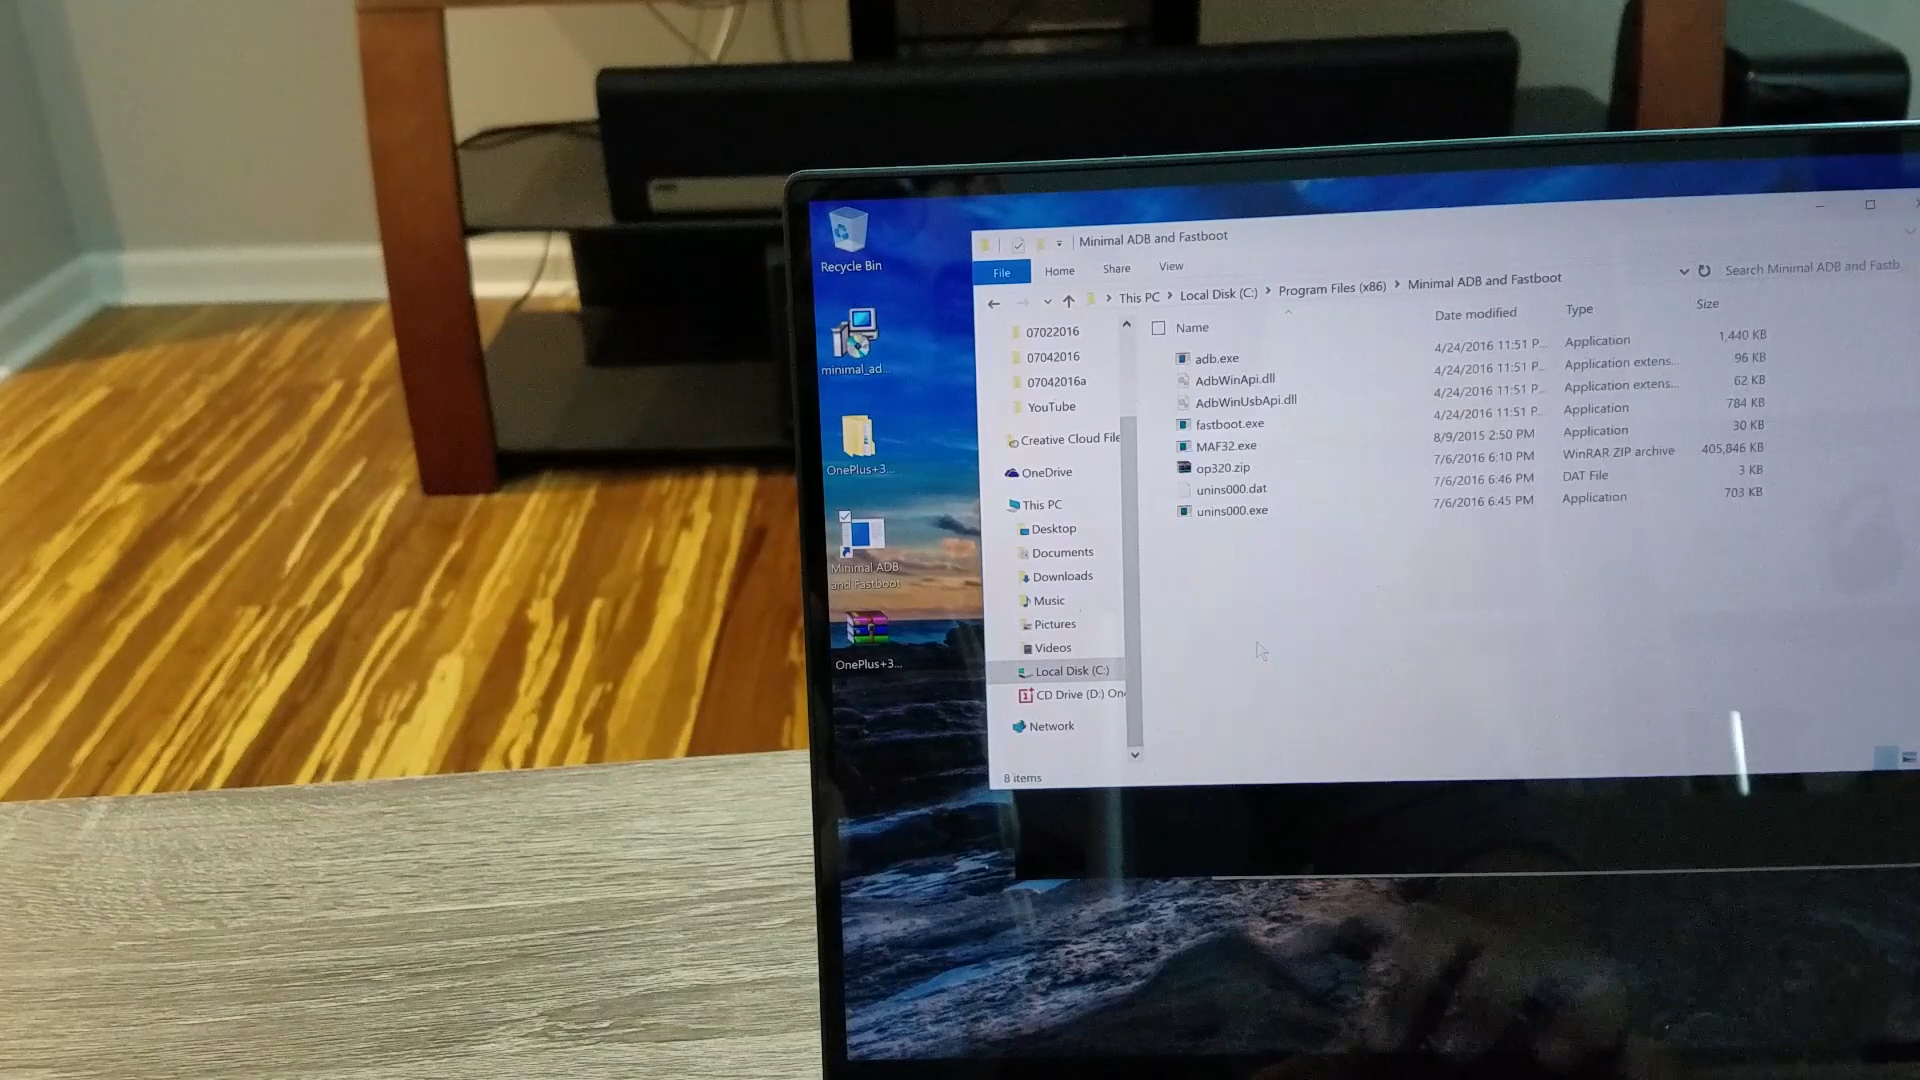 Recycle Bin
minimal_ad...
OnePlus+3...
Minimal ADB
and Fastboot
OnePlus+3...
Minimal ADB and Fastboot
File
Home
Share
View
This PC > Local Disk (C:) > Program Files (x86) > Minimal ADB and Fastboot
Search Minimal ADB and Fastb
07022016
07042016
07042016a
YouTube
Creative Cloud File
OneDrive
This PC
Desktop
Documents
Downloads
Music
Pictures
Videos
Local Disk (C:)
CD Drive (D:) On
Network
Name Date modified Type Size
adb.exe 4/24/2016 11:51 P... Application 1,440 KB
AdbWinApi.dll 4/24/2016 11:51 P... Application extens... 96 KB
AdbWinUsbApi.dll 4/24/2016 11:51 P... Application extens... 62 KB
fastboot.exe 4/24/2016 11:51 P... Application 784 KB
MAF32.exe 8/9/2015 2:50 PM Application 30 KB
op320.zip 7/6/2016 6:10 PM WinRAR ZIP archive 405,846 KB
unins000.dat 7/6/2016 6:46 PM DAT File 3 KB
unins000.exe 7/6/2016 6:45 PM Application 703 KB
8 items